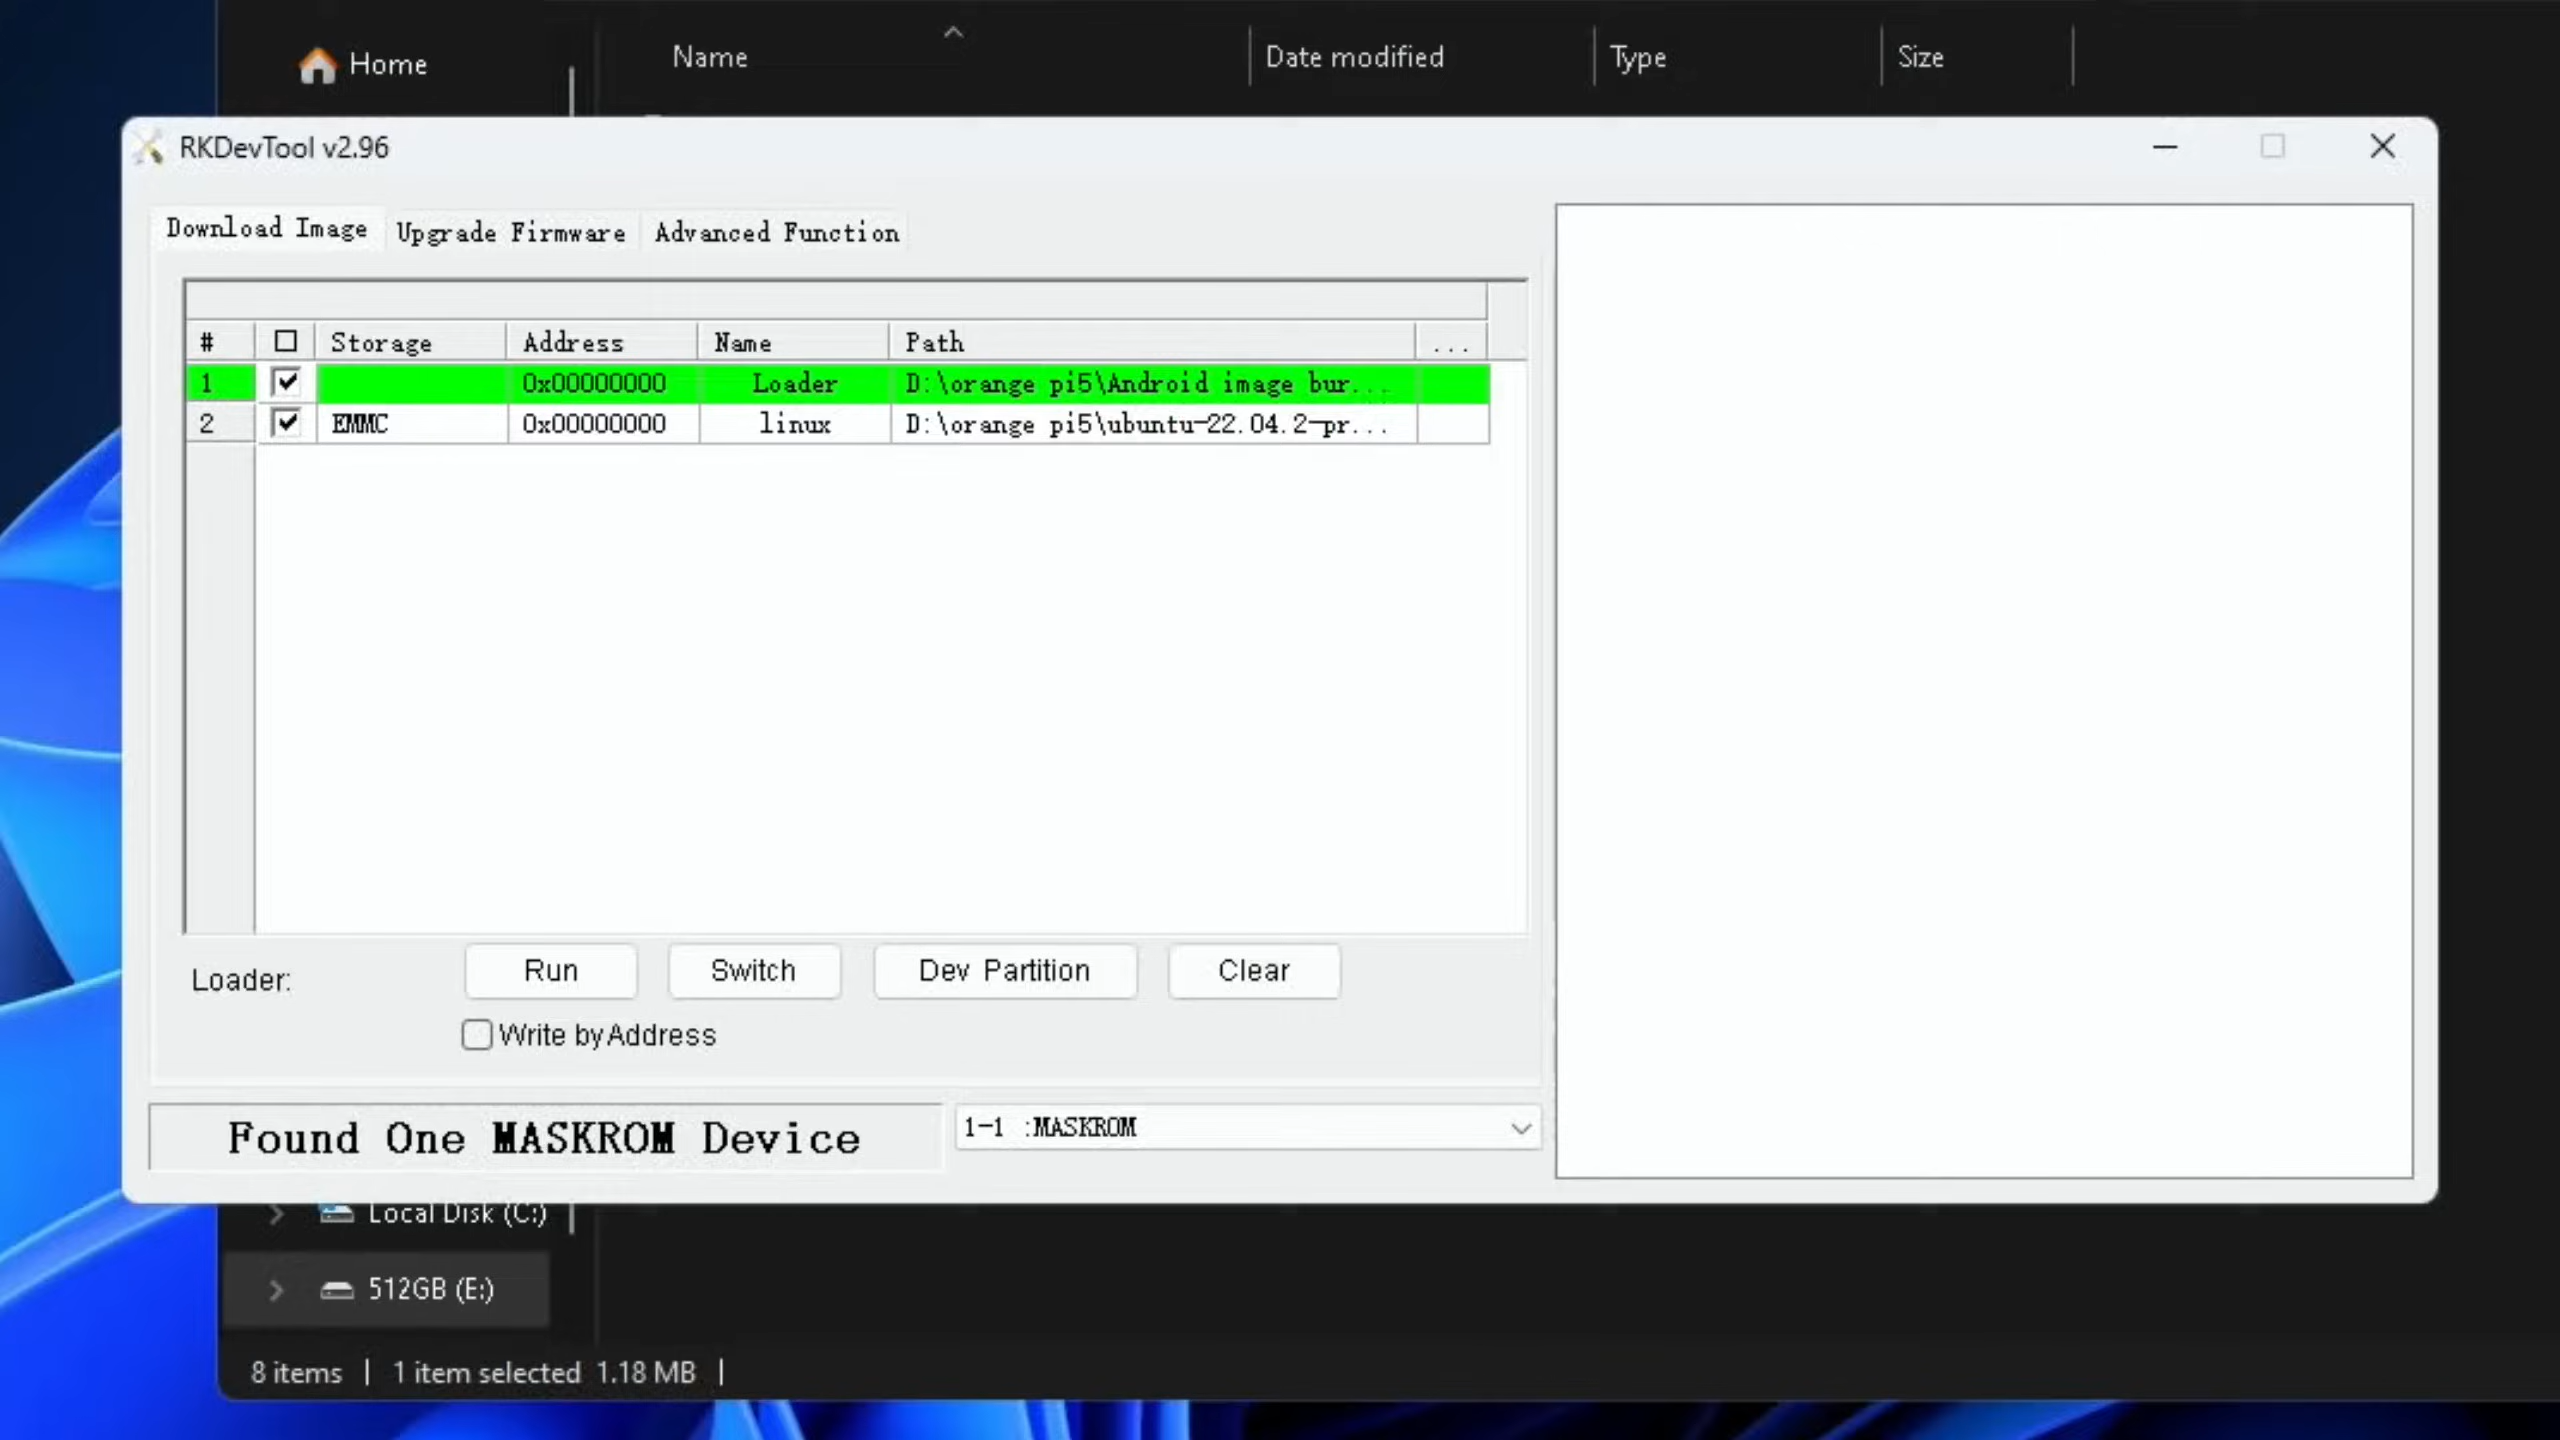 Home
Name
Date modified
Type
Size
RKDevTool v2.96
Download Image
Upgrade Firmware
Advanced Function
# Storage Address Name Path ...
1 0x00000000 Loader D:\orange pi5\Android image bur...
2 EMMC 0x00000000 linux D:\orange pi5\ubuntu-22.04.2-pr...
Loader:
Run
Switch
Dev Partition
Clear
Write by Address
Found One MASKROM Device
1-1 :MASKROM
Local Disk (C:)
512GB (E:)
8 items | 1 item selected 1.18 MB |